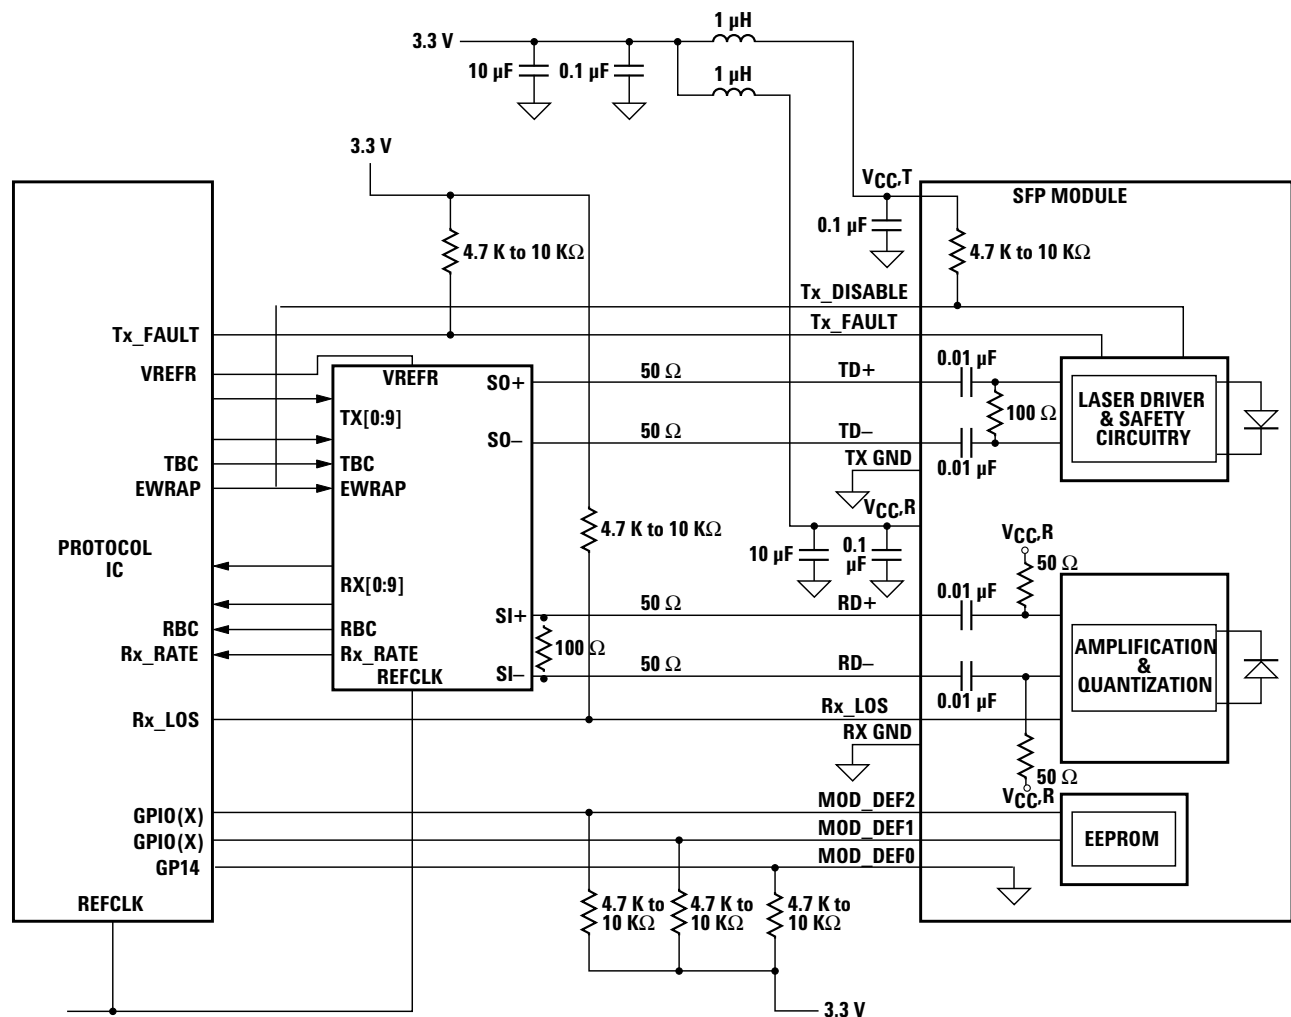 1 µH
3.3 V
10 µF
0.1 µF
1 µH
3.3 V
VCC,T
SFP MODULE
0.1 µF
4.7 K to 10 KΩ
4.7 K to 10 KΩ
Tx_DISABLE
Tx_FAULT
Tx_FAULT
0.01 µF
VREFR
VREFR
SO+
50 Ω
TD+
LASER DRIVER
& SAFETY
CIRCUITRY
100 Ω
TX[0:9]
SO–
50 Ω
TD–
0.01 µF
TBC
TBC
TX GND
EWRAP
EWRAP
VCC,R
4.7 K to 10 KΩ
PROTOCOL
IC
10 µF
0.1
µF
VCC,R
50 Ω
RX[0:9]
0.01 µF
SI+
50 Ω
RD+
RBC
RBC
100 Ω
AMPLIFICATION
&
QUANTIZATION
Rx_RATE
Rx_RATE
50 Ω
RD–
REFCLK
SI–
0.01 µF
Rx_LOS
Rx_LOS
RX GND
50 Ω
VCC,R
GPIO(X)
MOD_DEF2
GPIO(X)
MOD_DEF1
EEPROM
GP14
MOD_DEF0
REFCLK
4.7 K to
10 KΩ
4.7 K to
10 KΩ
4.7 K to
10 KΩ
3.3 V